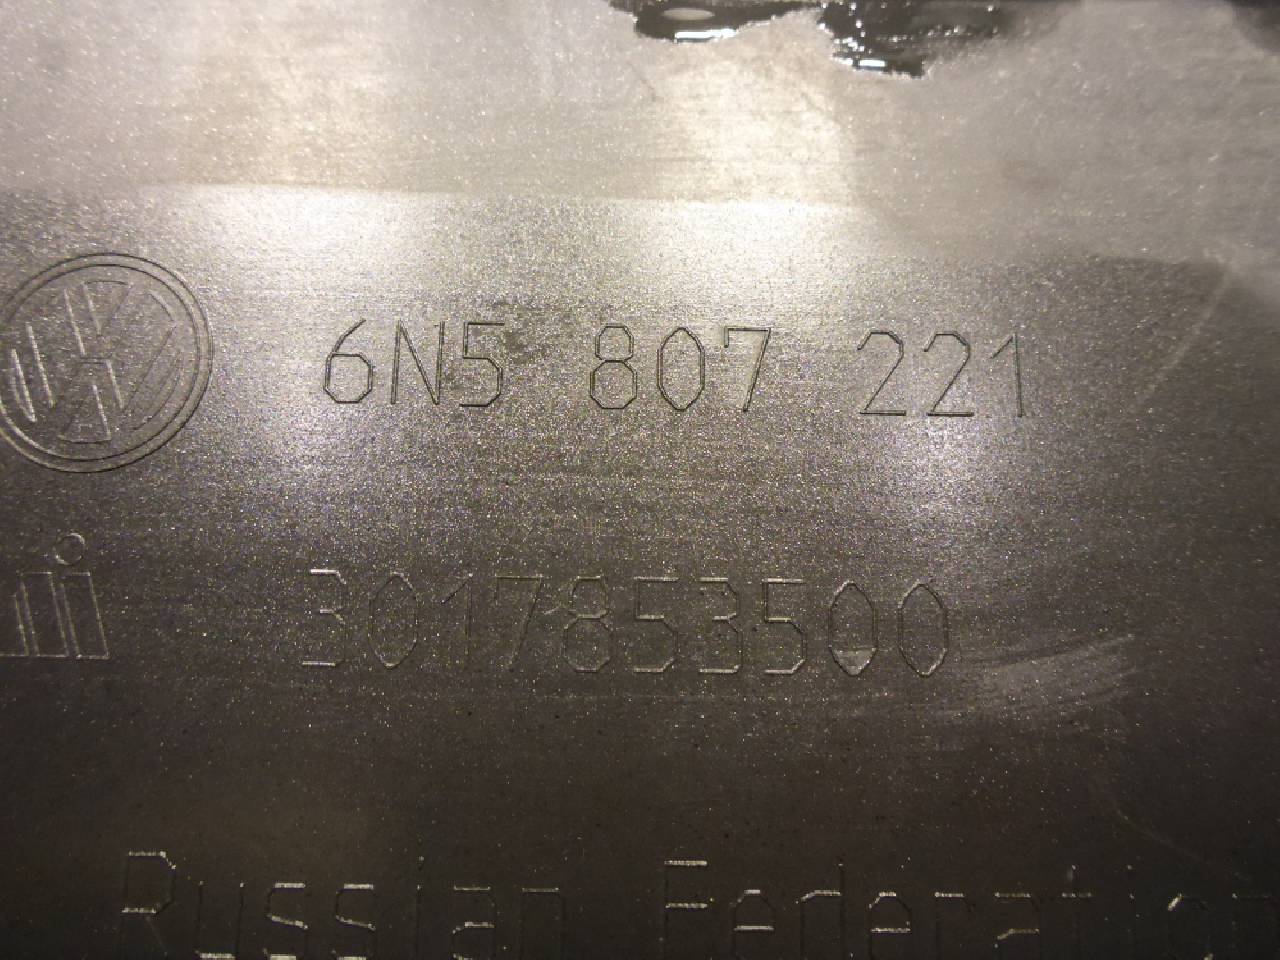 6N5 807 221
3017853500
Russian Federation